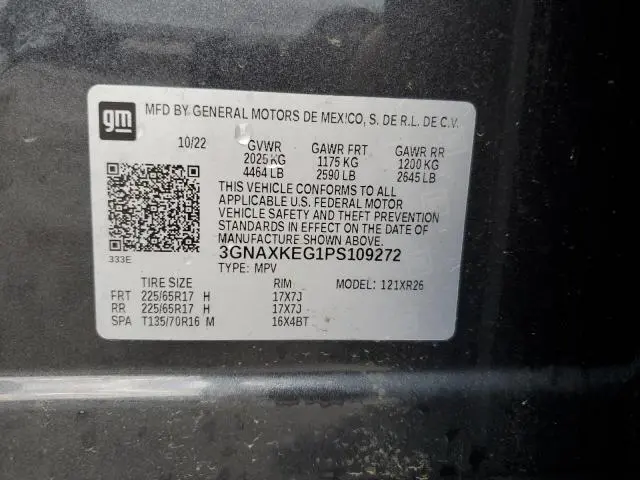 gm
MFD BY GENERAL MOTORS DE MEXICO, S. DE R.L. DE C.V.
10/22 GVWR GAWR FRT GAWR RR
2025 KG 1175 KG 1200 KG
4464 LB 2590 LB 2645 LB
THIS VEHICLE CONFORMS TO ALL
APPLICABLE U.S. FEDERAL MOTOR
VEHICLE SAFETY AND THEFT PREVENTION
STANDARDS IN EFFECT ON THE DATE OF
MANUFACTURE SHOWN ABOVE.
333E 3GNAXKEG1PS109272
TYPE: MPV
TIRE SIZE RIM MODEL: 121XR26
FRT 225/65R17 H 17X7J
RR 225/65R17 H 17X7J
SPA T135/70R16 M 16X4BT